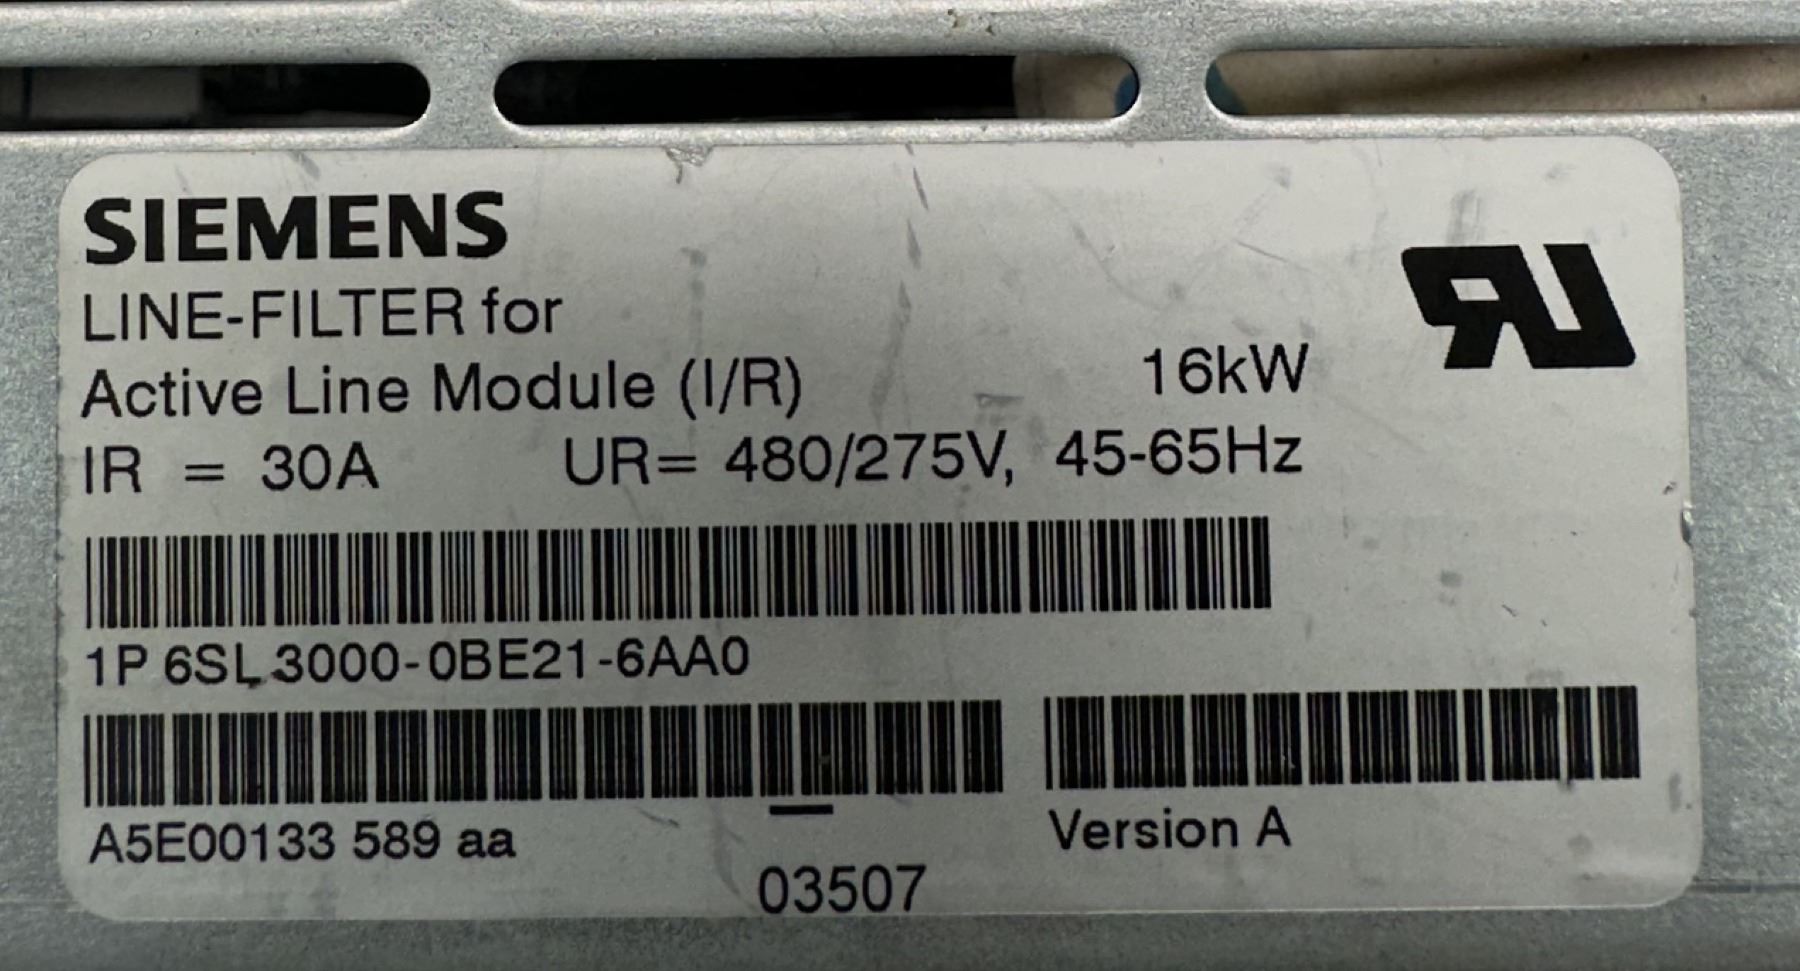 SIEMENS
LINE-FILTER for
Active Line Module (I/R) 16kW
IR = 30A UR= 480/275V, 45-65Hz
1P 6SL3000-0BE21-6AA0
A5E00133 589 aa
Version A
03507